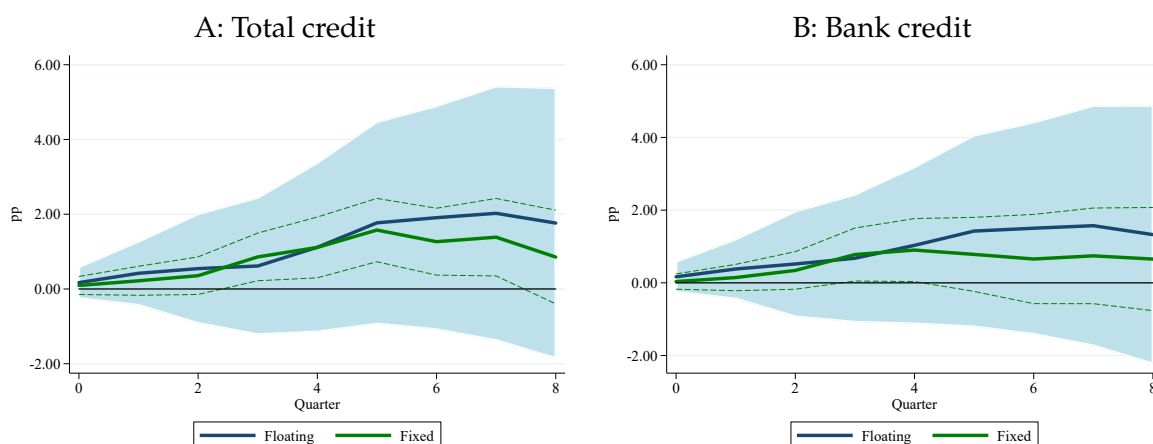 A: Total credit
6.00
4.00
2.00
0.00
-2.00
pp
0 2 4 6 8
Quarter
Floating Fixed
B: Bank credit
6.00
4.00
2.00
0.00
-2.00
pp
0 2 4 6 8
Quarter
Floating Fixed